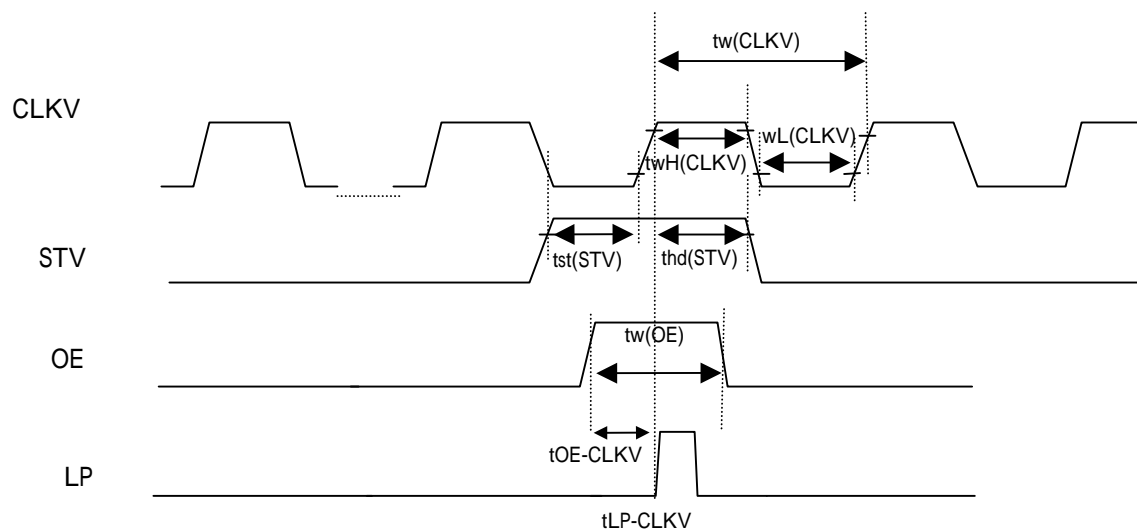 tw(CLKV)
CLKV
wL(CLKV)
twH(CLKV)
STV
tst(STV)
thd(STV)
tw(OE)
OE
tOE-CLKV
LP
tLP-CLKV